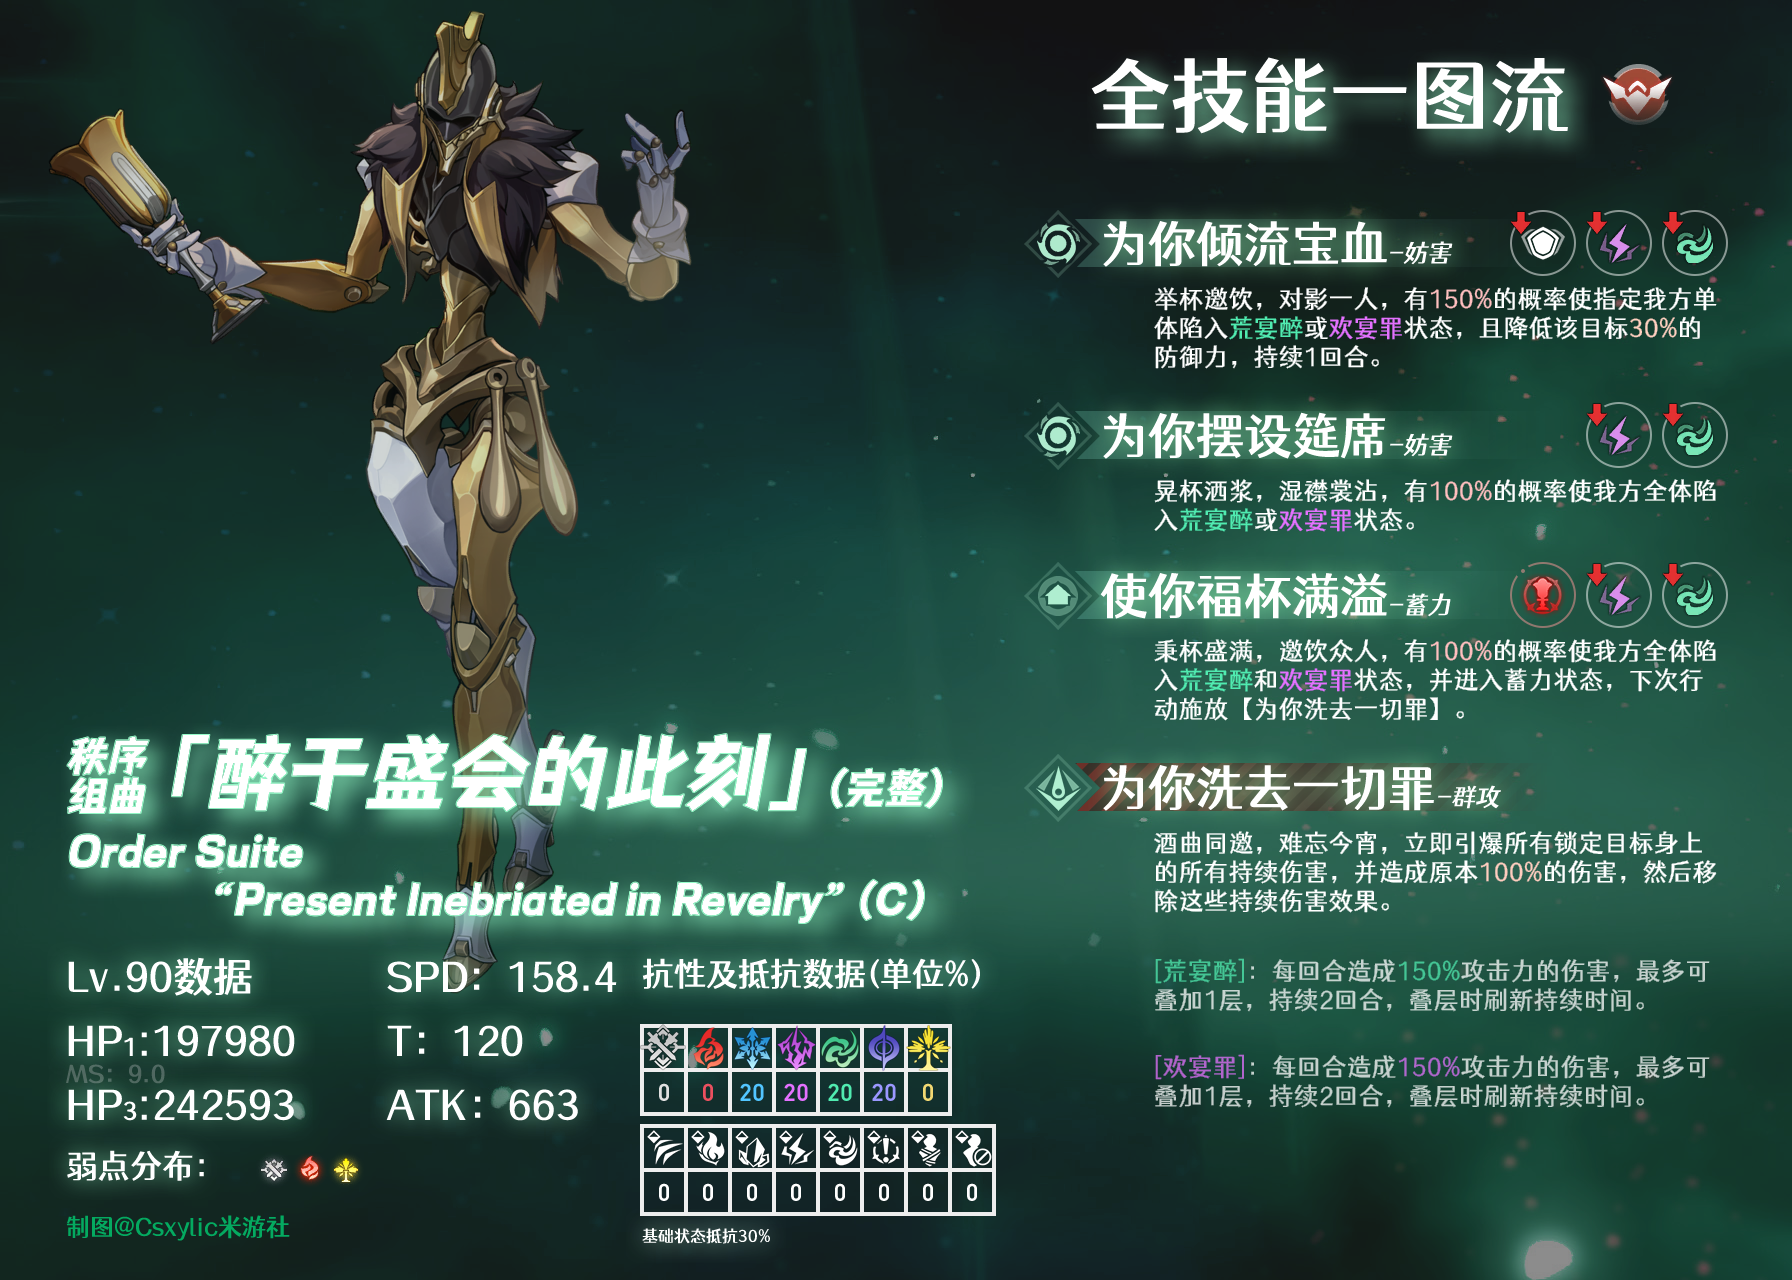 全技能一图流
为你倾流宝血-妨害
举杯邀饮，对影一人，有150%的概率使指定我方单
体陷入荒宴醉或欢宴罪状态，且降低该目标30%的
防御力，持续1回合。
为你摆设筵席-妨害
晃杯洒浆，湿襟裳沾，有100%的概率使我方全体陷
入荒宴醉或欢宴罪状态。
使你福杯满溢-蓄力
秉杯盛满，邀饮众人，有100%的概率使我方全体陷
入荒宴醉和欢宴罪状态，并进入蓄力状态，下次行
动施放【为你洗去一切罪】。
为你洗去一切罪-群攻
酒曲同邀，难忘今宵，立即引爆所有锁定目标身上
的所有持续伤害，并造成原本100%的伤害，然后移
除这些持续伤害效果。
[荒宴醉]：每回合造成150%攻击力的伤害，最多可
叠加1层，持续2回合，叠层时刷新持续时间。
[欢宴罪]：每回合造成150%攻击力的伤害，最多可
叠加1层，持续2回合，叠层时刷新持续时间。
秩序组曲「醉于盛会的此刻」（完整）
Order Suite
“Present Inebriated in Revelry”（C）
Lv.90数据 SPD：158.4
HP1:197980 T：120
MS：9.0
HP3:242593 ATK：663
弱点分布：
制图@Csxylic米游社
抗性及抵抗数据(单位%)
0 0 20 20 20 20 0
0 0 0 0 0 0 0 0
基础状态抵抗30%